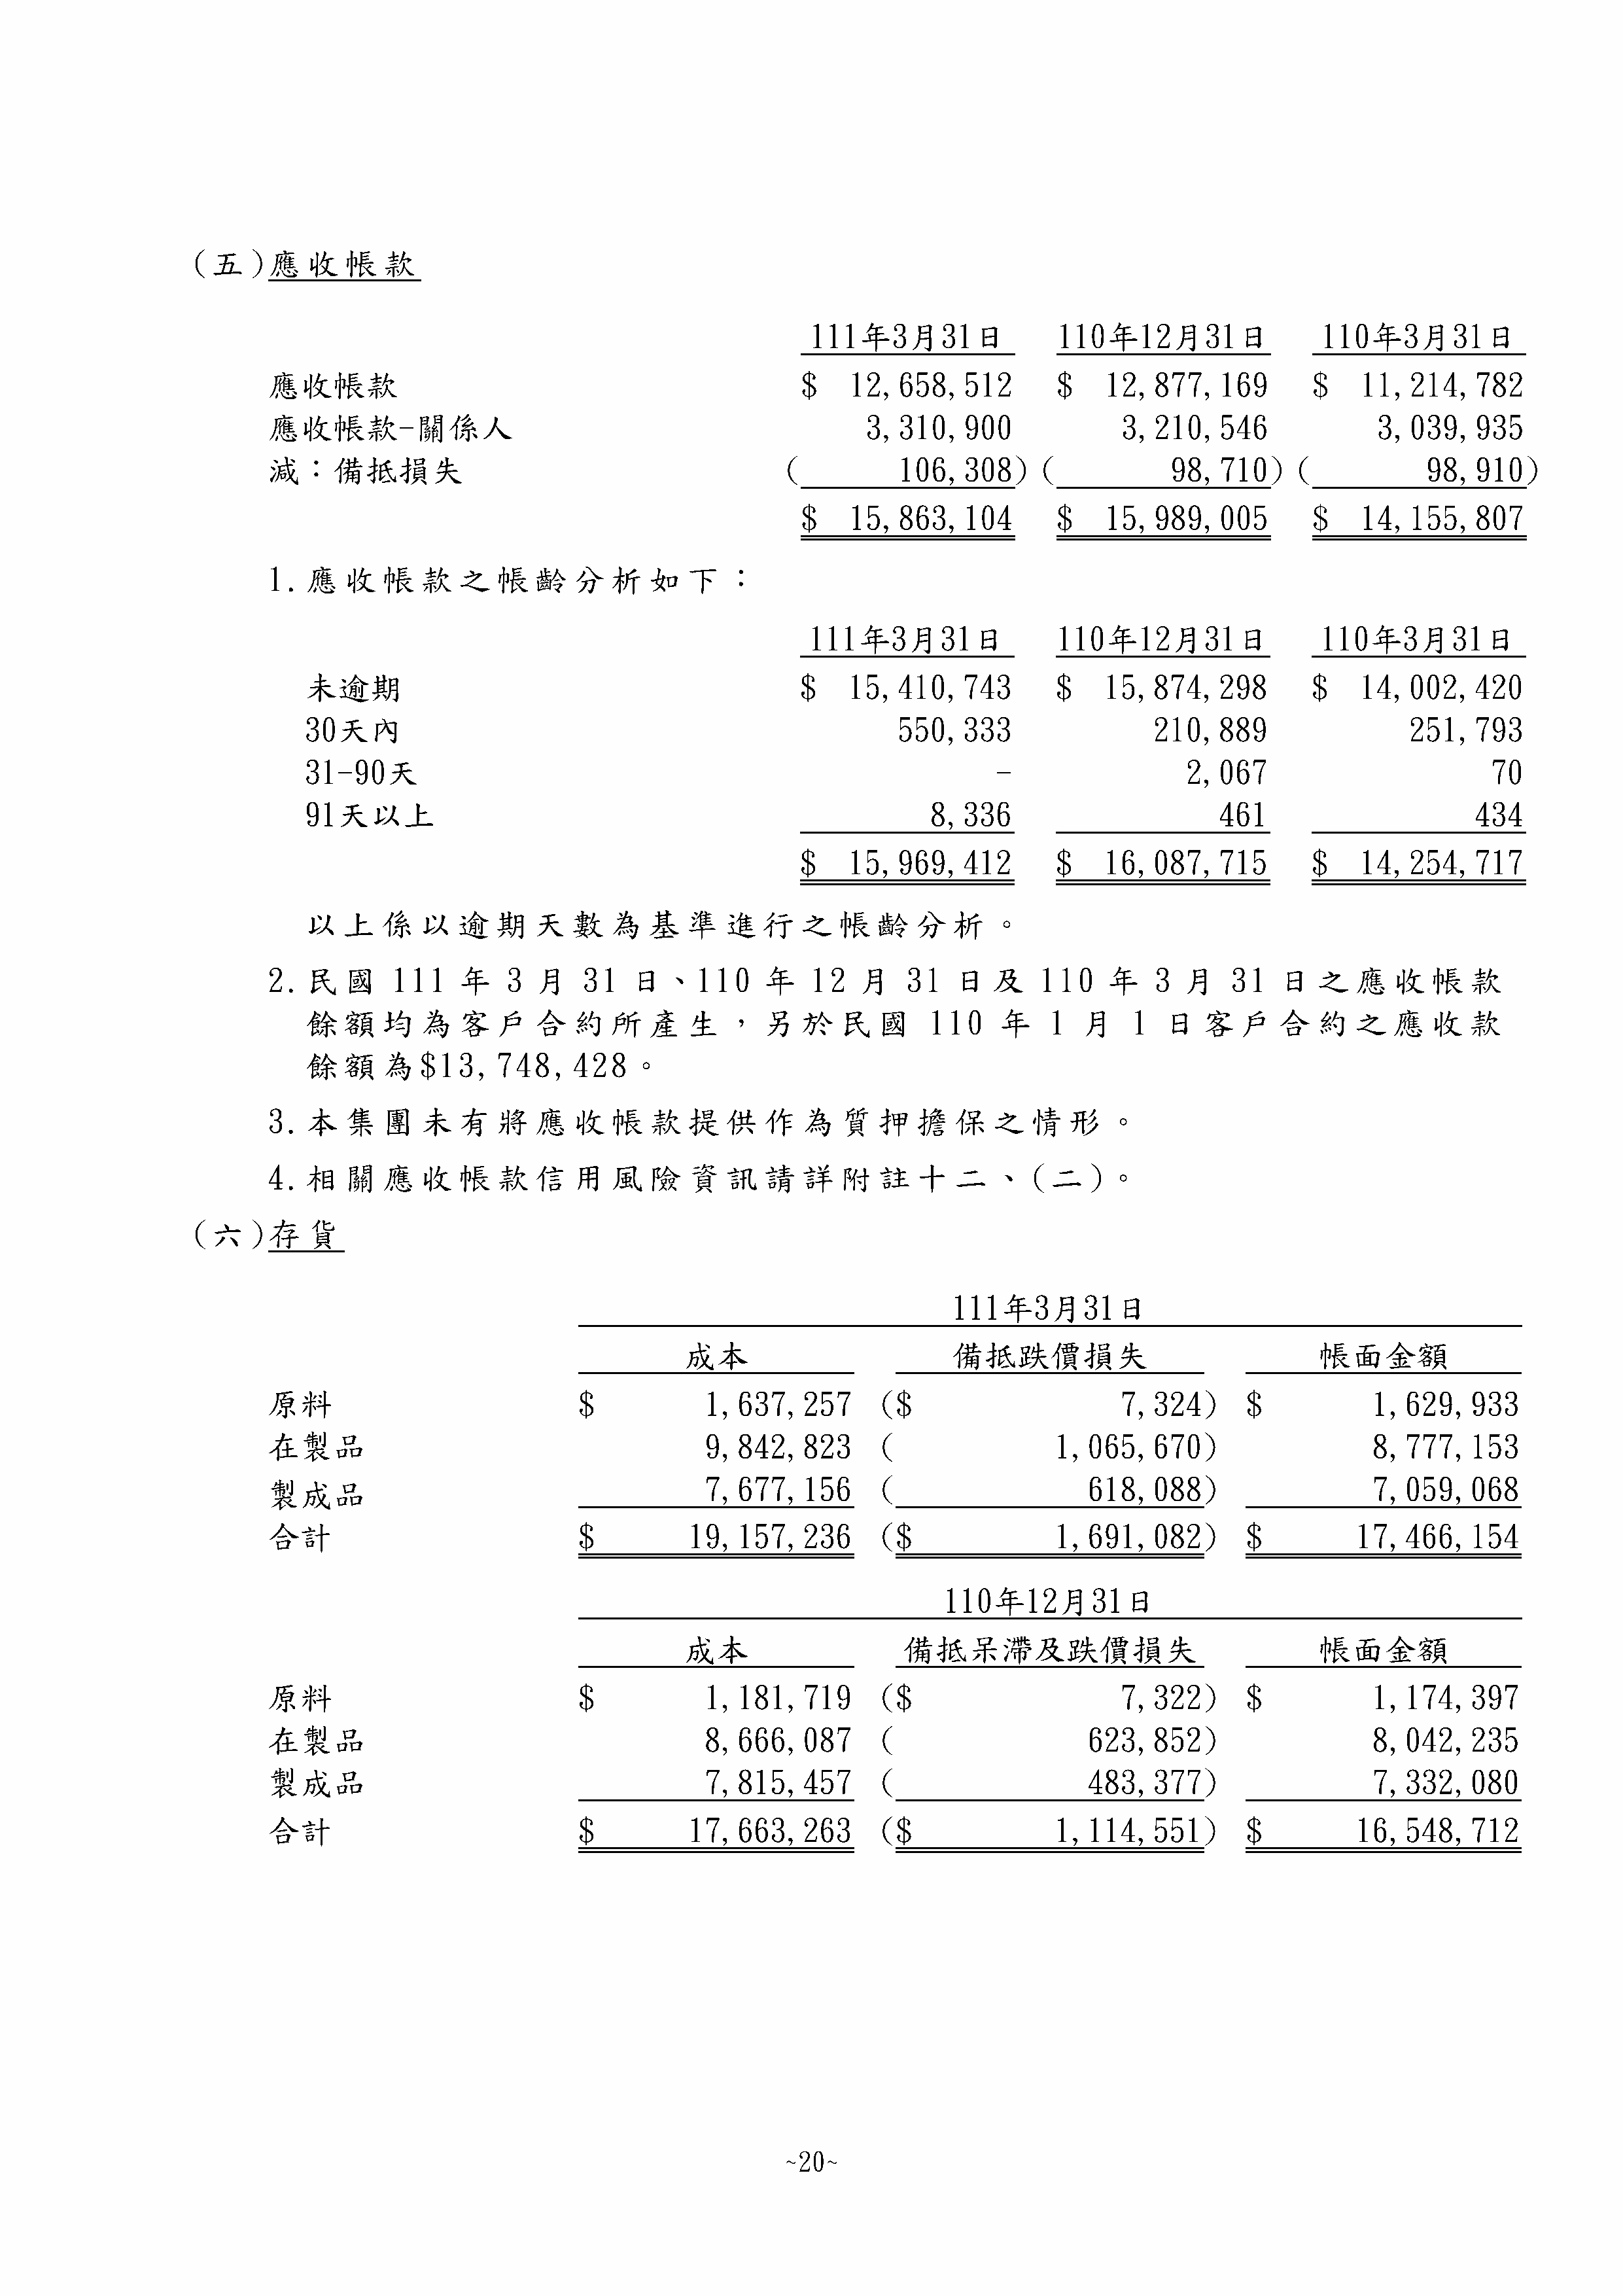 (五)應收帳款
111年3月31日 110年12月31日 110年3月31日
應收帳款 $ 12,658,512 $ 12,877,169 $ 11,214,782
應收帳款-關係人 3,310,900 3,210,546 3,039,935
減：備抵損失 ( 106,308) ( 98,710) ( 98,910)
$ 15,863,104 $ 15,989,005 $ 14,155,807
1.應收帳款之帳齡分析如下：
111年3月31日 110年12月31日 110年3月31日
未逾期 $ 15,410,743 $ 15,874,298 $ 14,002,420
30天內 550,333 210,889 251,793
31-90天 - 2,067 70
91天以上 8,336 461 434
$ 15,969,412 $ 16,087,715 $ 14,254,717
以上係以逾期天數為基準進行之帳齡分析。
2.民國 111 年 3 月 31 日、110 年 12 月 31 日及 110 年 3 月 31 日之應收帳款
餘額均為客戶合約所產生，另於民國 110 年 1 月 1 日客戶合約之應收款
餘額為$13,748,428。
3.本集團未有將應收帳款提供作為質押擔保之情形。
4.相關應收帳款信用風險資訊請詳附註十二、(二)。
(六)存貨
111年3月31日
成本 備抵跌價損失 帳面金額
原料 $ 1,637,257 ($ 7,324) $ 1,629,933
在製品 9,842,823 ( 1,065,670) 8,777,153
製成品 7,677,156 ( 618,088) 7,059,068
合計 $ 19,157,236 ($ 1,691,082) $ 17,466,154
110年12月31日
成本 備抵呆滯及跌價損失 帳面金額
原料 $ 1,181,719 ($ 7,322) $ 1,174,397
在製品 8,666,087 ( 623,852) 8,042,235
製成品 7,815,457 ( 483,377) 7,332,080
合計 $ 17,663,263 ($ 1,114,551) $ 16,548,712
~20~